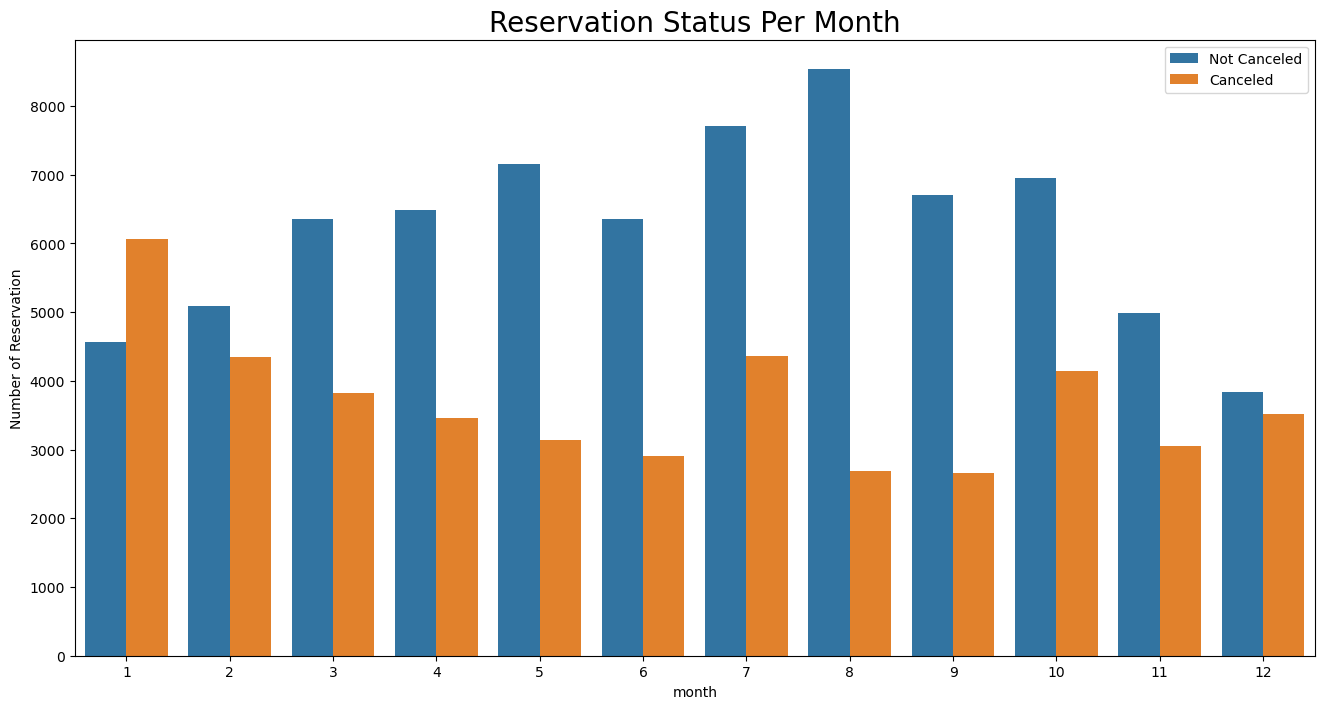 Reservation Status Per Month
Not Canceled
Canceled
Number of Reservation
8000
7000
6000
5000
4000
3000
2000
1000
0
1 2 3 4 5 6 7 8 9 10 11 12
month